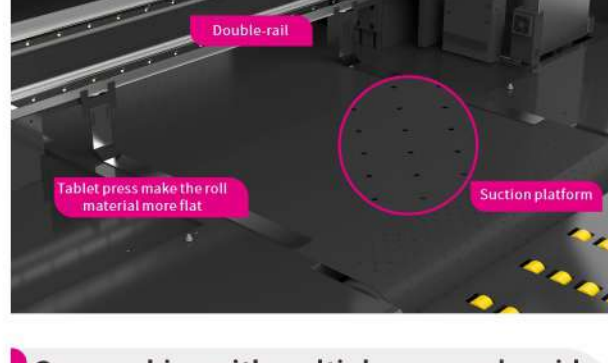 Double-rail
Tablet press make the roll
material more flat
Suction platform